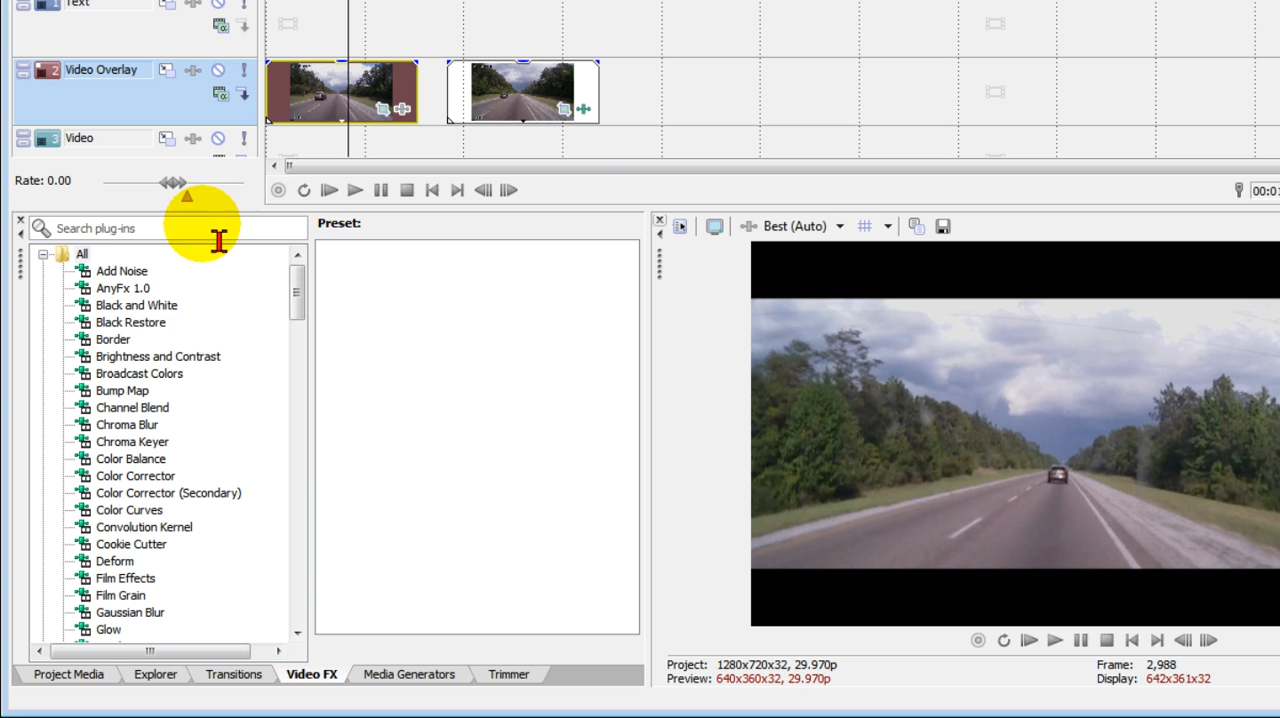 1 Text
2 Video Overlay
3 Video
Rate: 0.00
Search plug-ins
Preset:
Best (Auto)
All
Add Noise
AnyFx 1.0
Black and White
Black Restore
Border
Brightness and Contrast
Broadcast Colors
Bump Map
Channel Blend
Chroma Blur
Chroma Keyer
Color Balance
Color Corrector
Color Corrector (Secondary)
Color Curves
Convolution Kernel
Cookie Cutter
Deform
Film Effects
Film Grain
Gaussian Blur
Glow
Project Media Explorer Transitions Video FX Media Generators Trimmer
Project: 1280x720x32, 29.970p Frame: 2,988
Preview: 640x360x32, 29.970p Display: 642x361x32